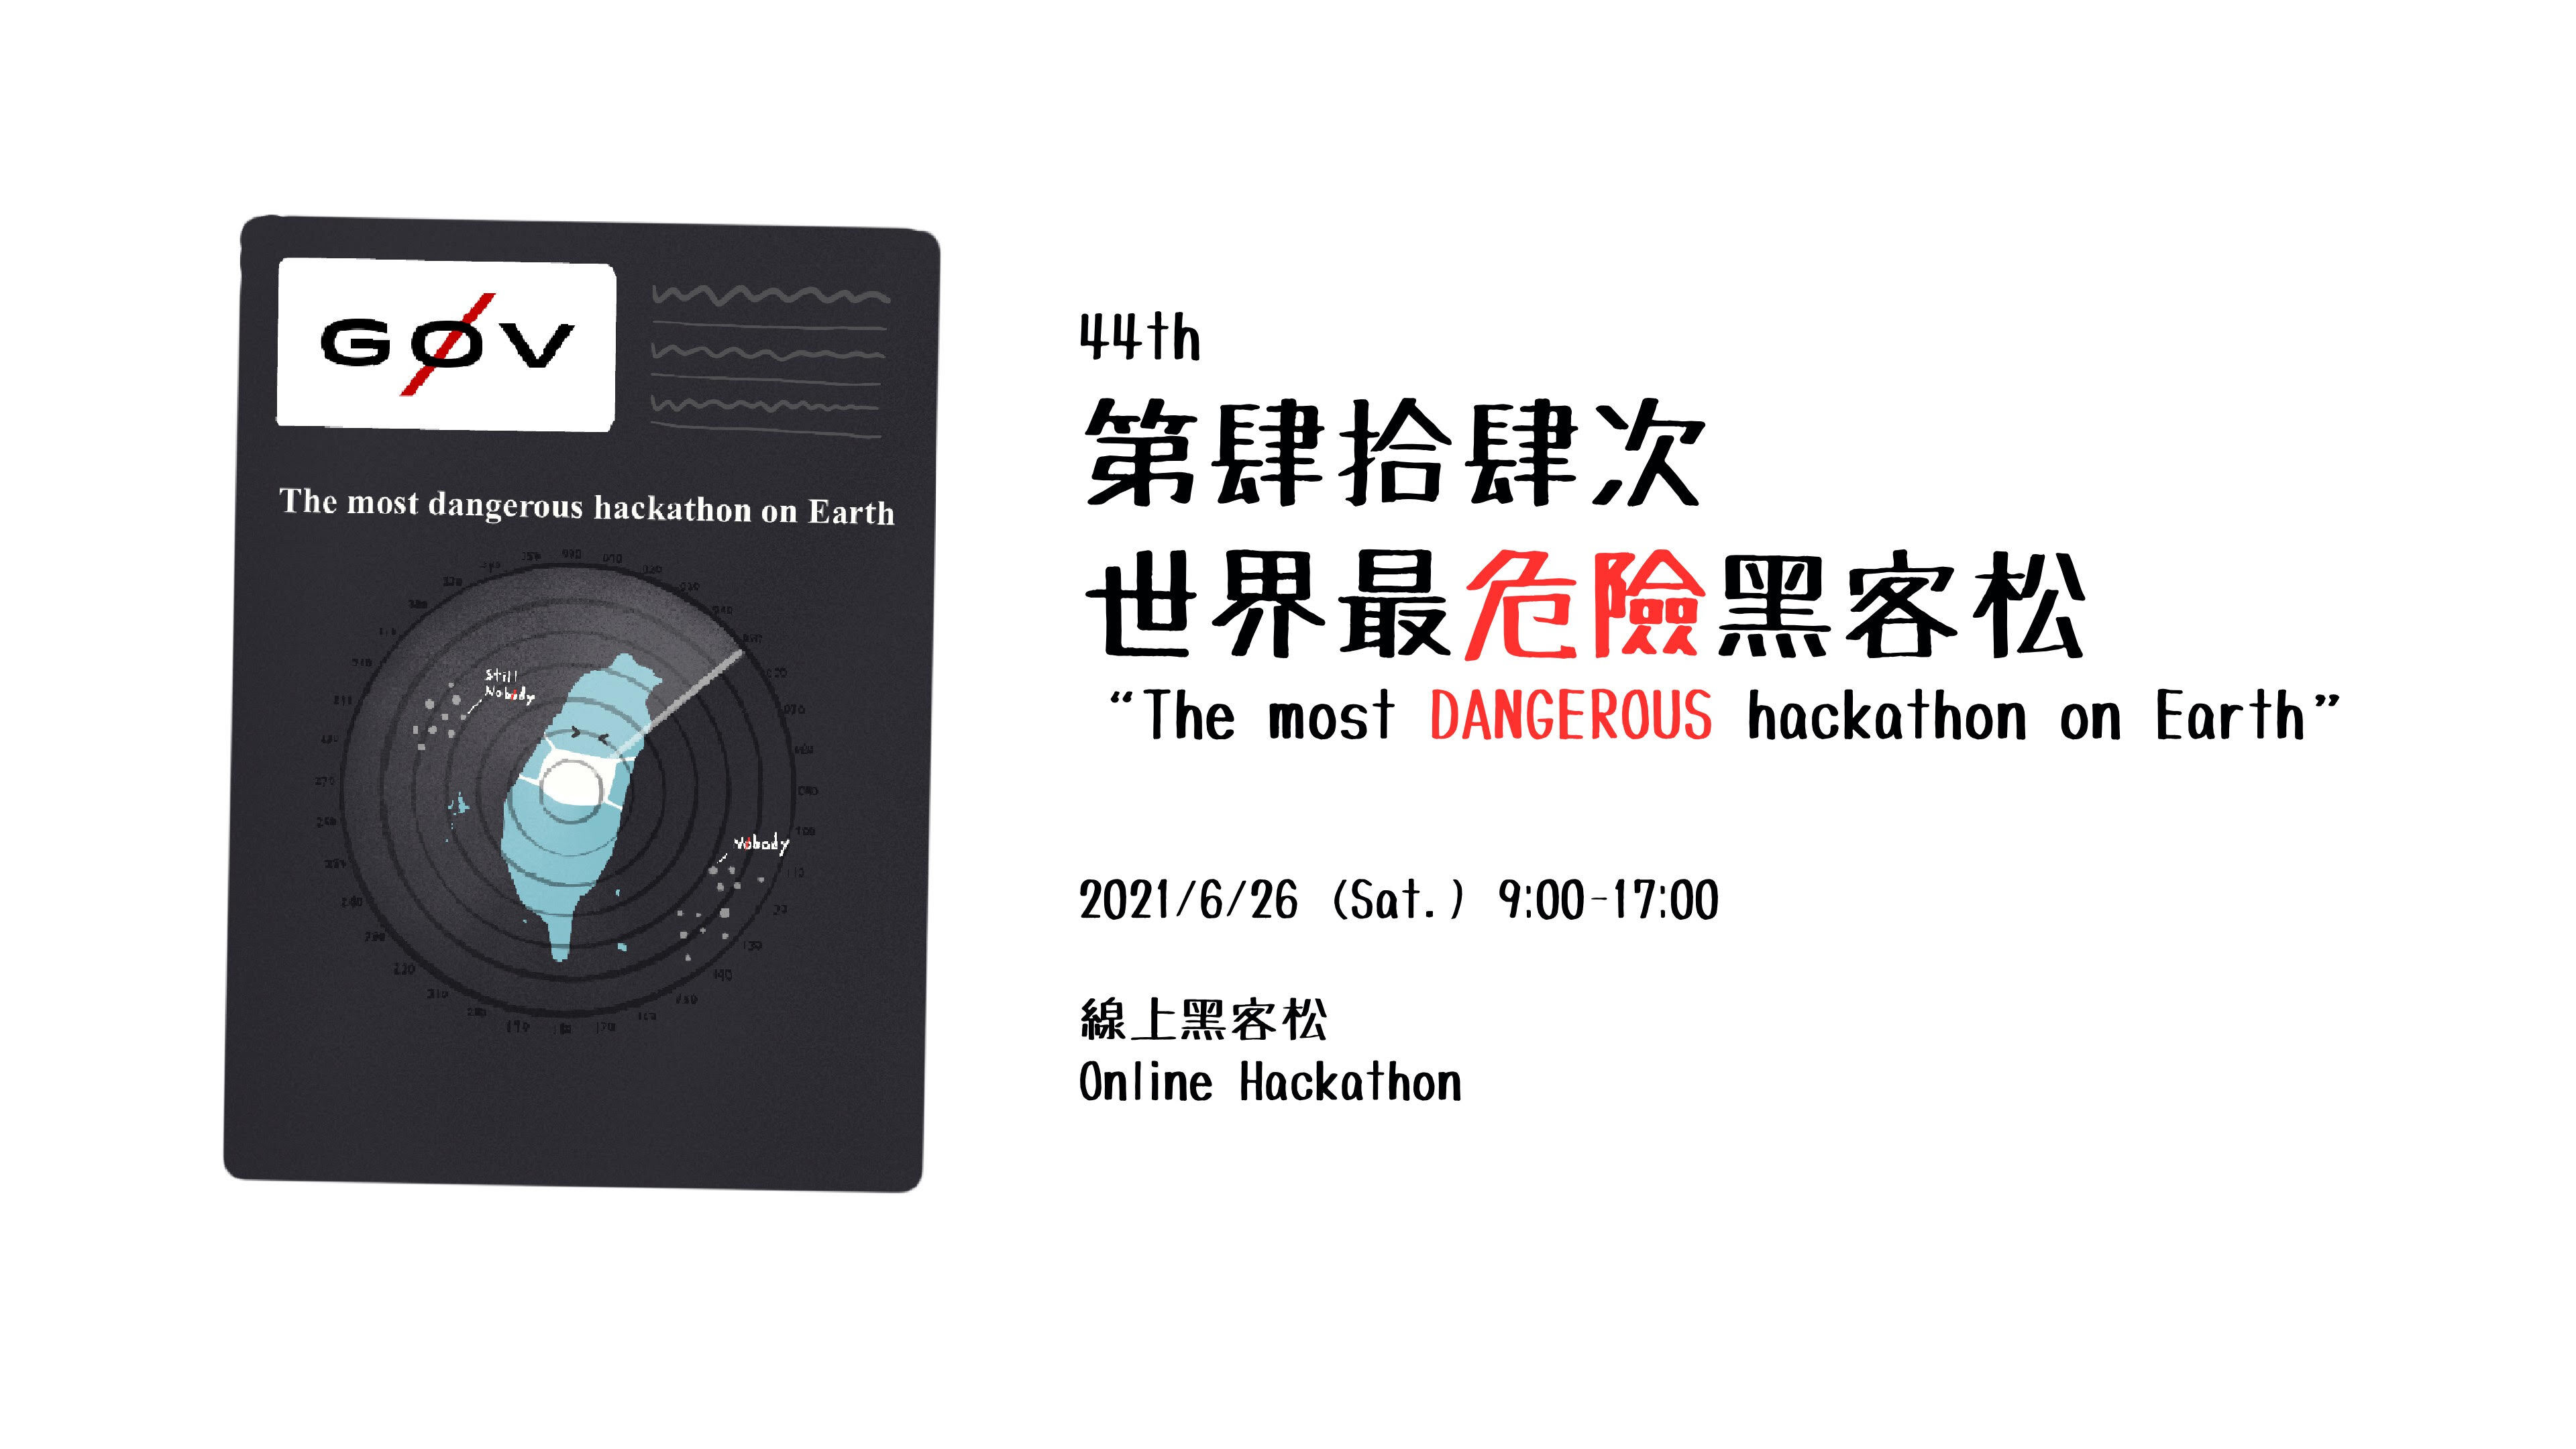 GØV
The most dangerous hackathon on Earth
Still
Nobody
Nobody
44th
第肆拾肆次
世界最危險黑客松
“The most DANGEROUS hackathon on Earth”
2021/6/26 (Sat.) 9:00-17:00
線上黑客松
Online Hackathon